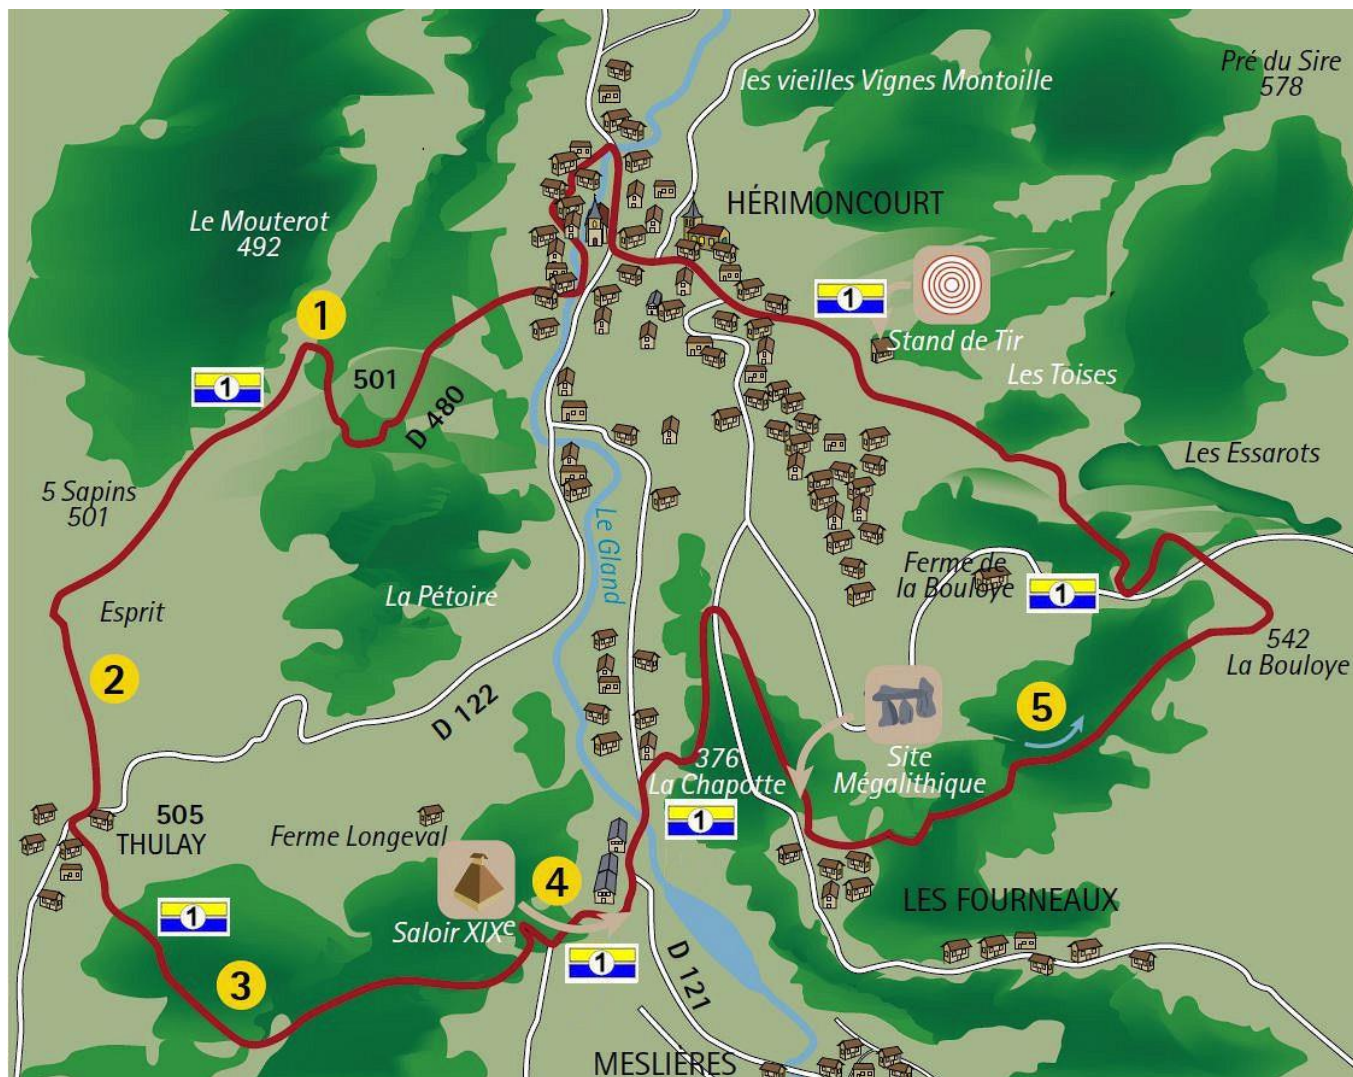 les vieilles Vignes Montoille
Pré du Sire
578
HÉRIMONCOURT
Le Mouterot
492
1
1
Stand de Tir
Les Toises
1
501
D 480
Les Essarots
5 Sapins
501
Le Gland
Ferme de
la Bouloye
1
Esprit
La Pétoire
542
La Bouloye
2
D 122
5
376
La Chapotte
Site
Mégalithique
1
505
THULAY
Ferme Longeval
4
LES FOURNEAUX
1
Saloir XIXe
1
3
D 121
MESLIÈRES